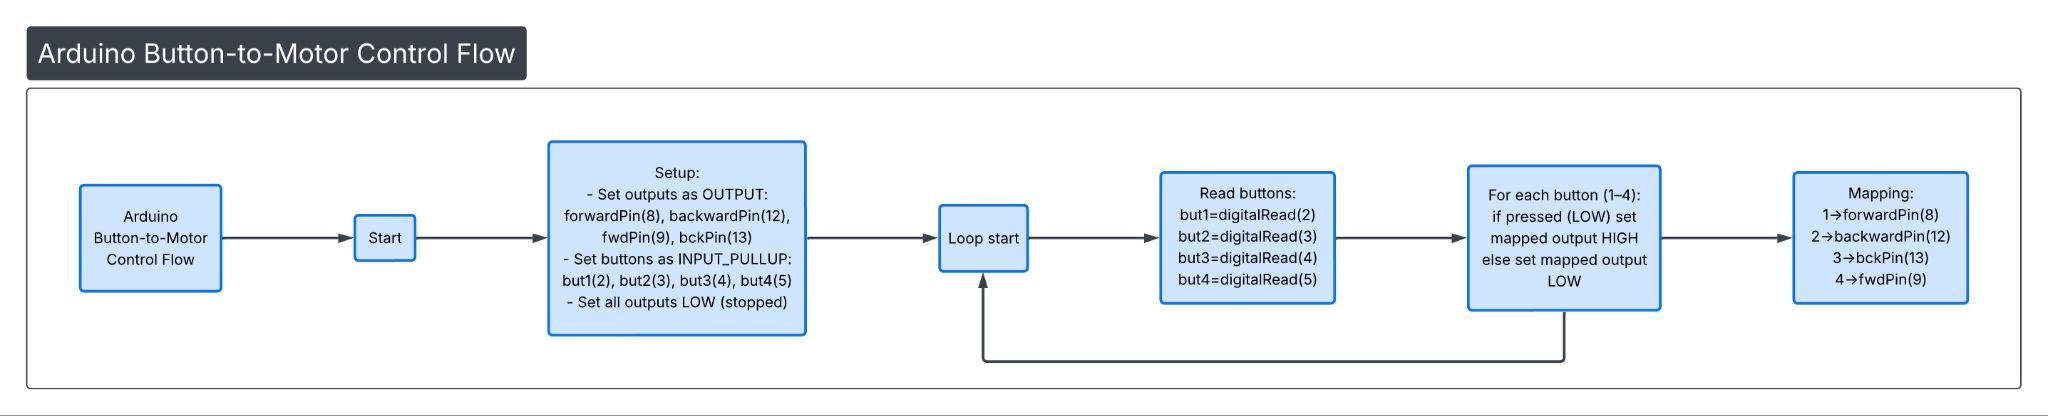 Arduino Button-to-Motor Control Flow
Arduino
Button-to-Motor
Control Flow
Start
Setup:
- Set outputs as OUTPUT:
forwardPin(8), backwardPin(12),
fwdPin(9), bckPin(13)
- Set buttons as INPUT_PULLUP:
but1(2), but2(3), but3(4), but4(5)
- Set all outputs LOW (stopped)
Loop start
Read buttons:
but1=digitalRead(2)
but2=digitalRead(3)
but3=digitalRead(4)
but4=digitalRead(5)
For each button (1–4):
if pressed (LOW) set
mapped output HIGH
else set mapped output
LOW
Mapping:
1→forwardPin(8)
2→backwardPin(12)
3→bckPin(13)
4→fwdPin(9)